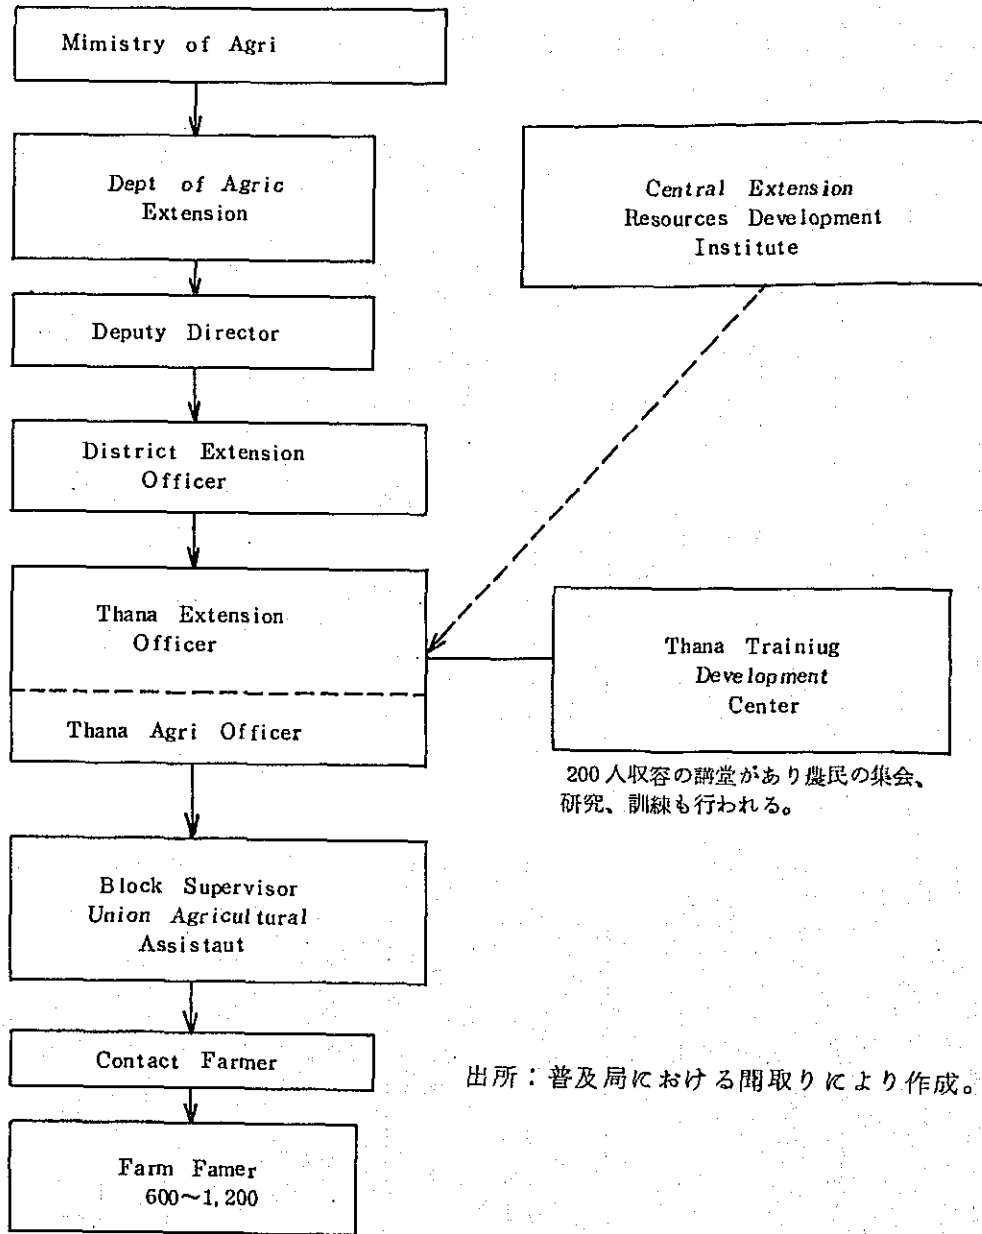 Mimistry of Agri
Dept of Agric
Extension
Central Extension
Resources Development
Institute
Deputy Director
District Extension
Officer
Thana Extension
Officer
Thana Agri Officer
Thana Trainiug
Development
Center
200人収容の講堂があり農民の集会、
研究、訓練も行われる。
Block Supervisor
Union Agricultural
Assistaut
Contact Farmer
出所：普及局における聞取りにより作成。
Farm Famer
600～1,200